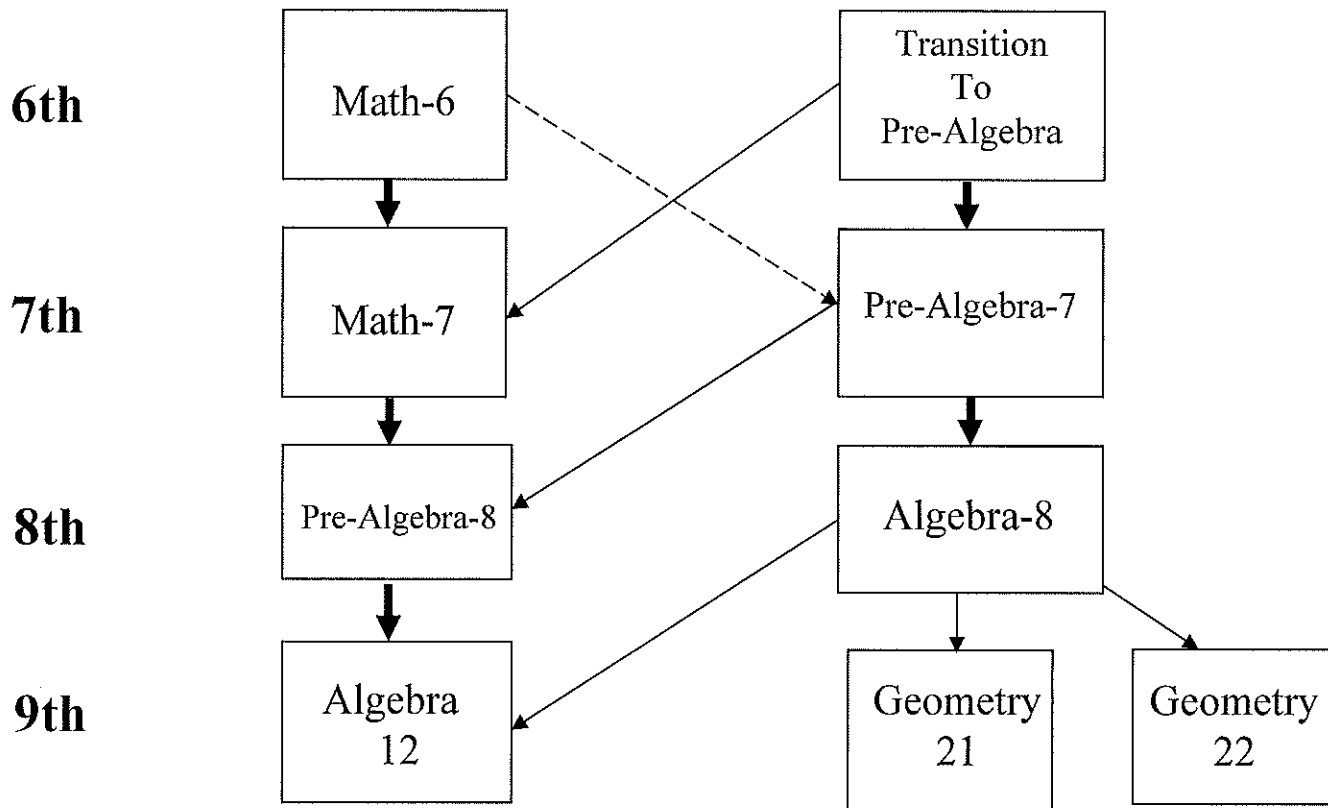 6th
Math-6
Transition
To
Pre-Algebra
7th
Math-7
Pre-Algebra-7
8th
Pre-Algebra-8
Algebra-8
9th
Algebra
12
Geometry
21
Geometry
22